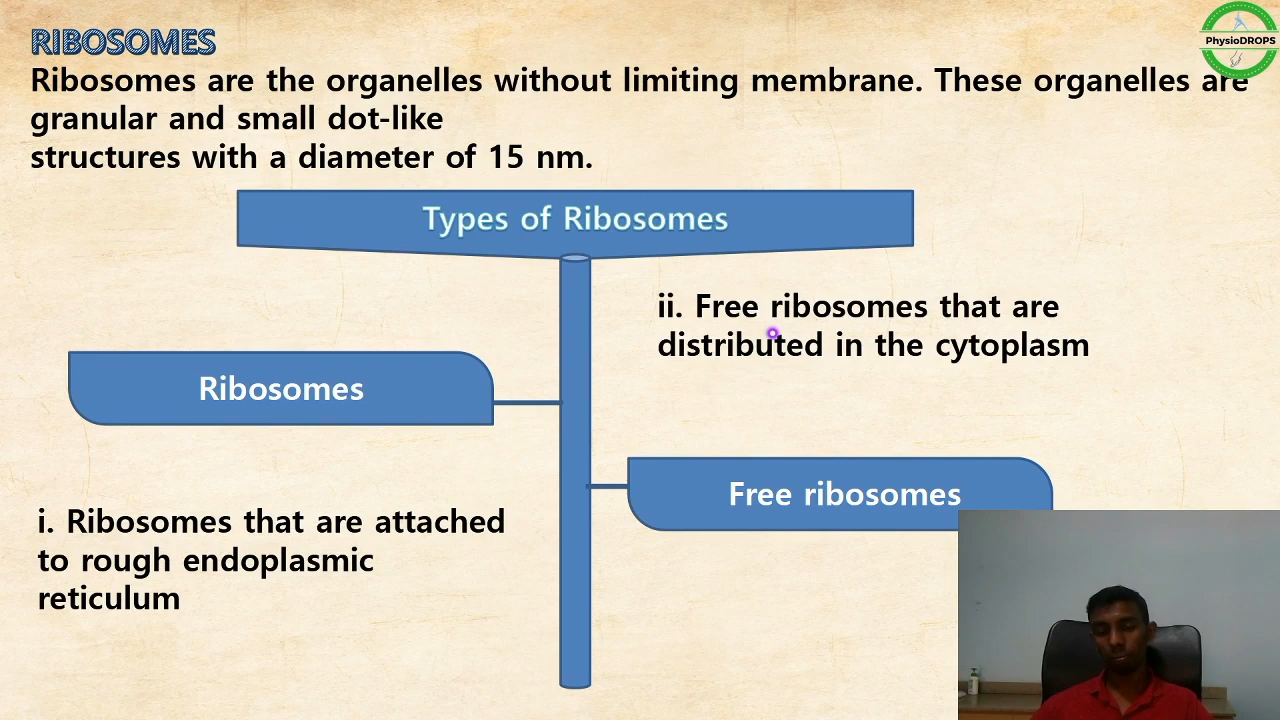 RIBOSOMES
PhysioDROPS
Ribosomes are the organelles without limiting membrane. These organelles are
granular and small dot-like
structures with a diameter of 15 nm.
Types of Ribosomes
ii. Free ribosomes that are
distributed in the cytoplasm
Ribosomes
Free ribosomes
i. Ribosomes that are attached
to rough endoplasmic
reticulum